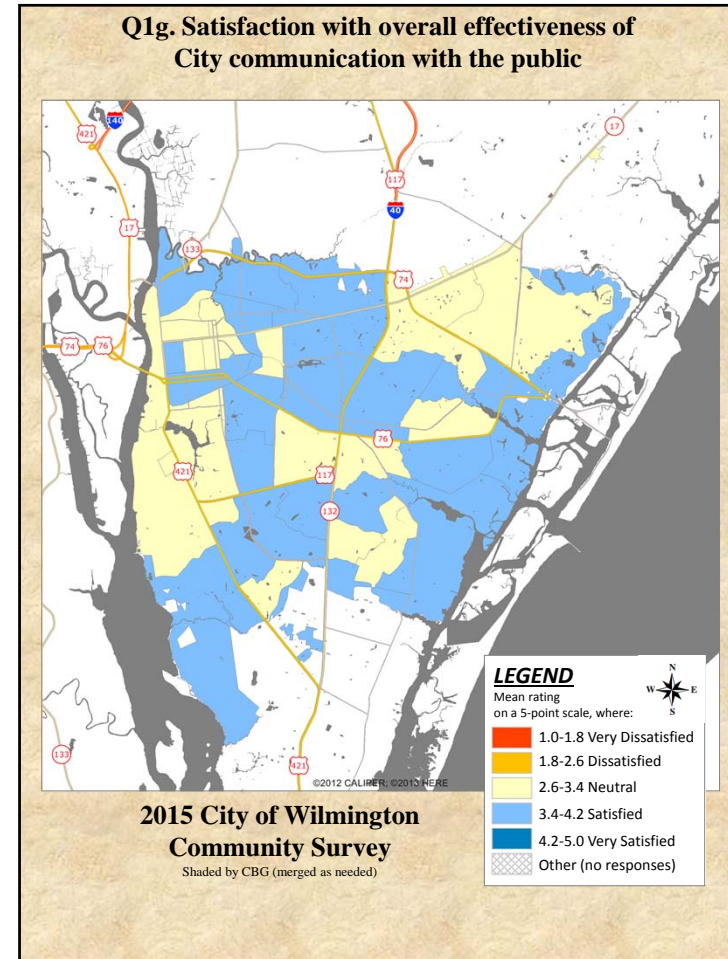 Q1g. Satisfaction with overall effectiveness of
City communication with the public
140
421
17
117
40
17
133
74
74
76
76
421
117
132
133
421
©2012 CALIPER; ©2013 HERE
LEGEND
Mean rating
on a 5-point scale, where:
N
W
E
S
1.0-1.8 Very Dissatisfied
1.8-2.6 Dissatisfied
2.6-3.4 Neutral
3.4-4.2 Satisfied
4.2-5.0 Very Satisfied
Other (no responses)
2015 City of Wilmington
Community Survey
Shaded by CBG (merged as needed)